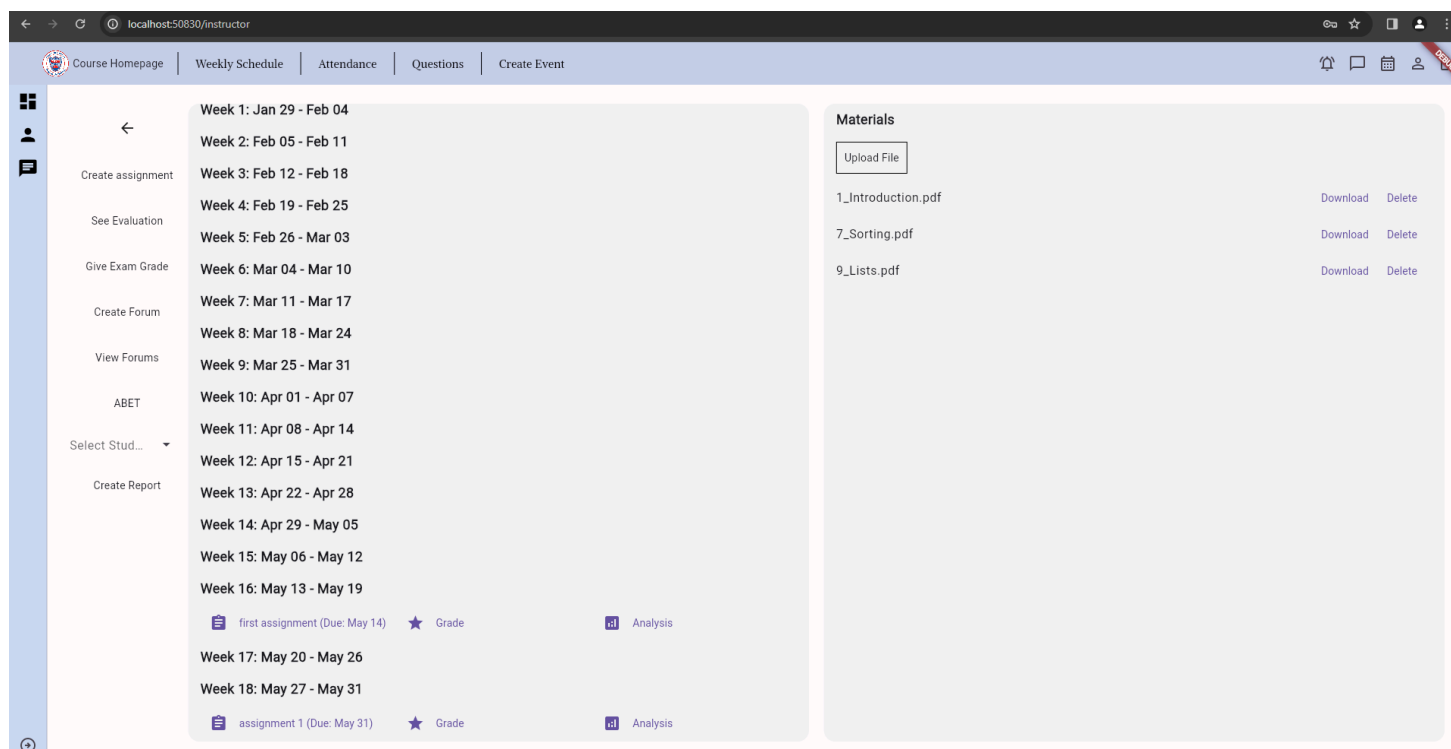 localhost:50830/instructor
Course Homepage
Weekly Schedule
Attendance
Questions
Create Event
DEBUG
Create assignment
See Evaluation
Give Exam Grade
Create Forum
View Forums
ABET
Select Stud...
Create Report
Week 1: Jan 29 - Feb 04
Week 2: Feb 05 - Feb 11
Week 3: Feb 12 - Feb 18
Week 4: Feb 19 - Feb 25
Week 5: Feb 26 - Mar 03
Week 6: Mar 04 - Mar 10
Week 7: Mar 11 - Mar 17
Week 8: Mar 18 - Mar 24
Week 9: Mar 25 - Mar 31
Week 10: Apr 01 - Apr 07
Week 11: Apr 08 - Apr 14
Week 12: Apr 15 - Apr 21
Week 13: Apr 22 - Apr 28
Week 14: Apr 29 - May 05
Week 15: May 06 - May 12
Week 16: May 13 - May 19
first assignment (Due: May 14) Grade Analysis
Week 17: May 20 - May 26
Week 18: May 27 - May 31
assignment 1 (Due: May 31) Grade Analysis
Materials
Upload File
1_Introduction.pdf Download Delete
7_Sorting.pdf Download Delete
9_Lists.pdf Download Delete